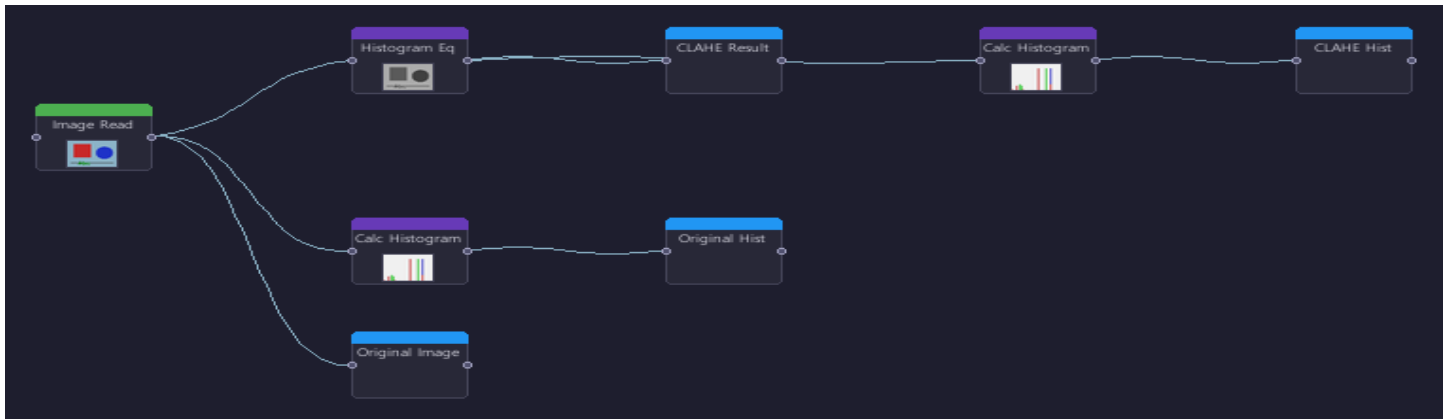 Histogram Eq
CLAHE Result
Calc Histogram
CLAHE Hist
Image Read
Calc Histogram
Original Hist
Original Image